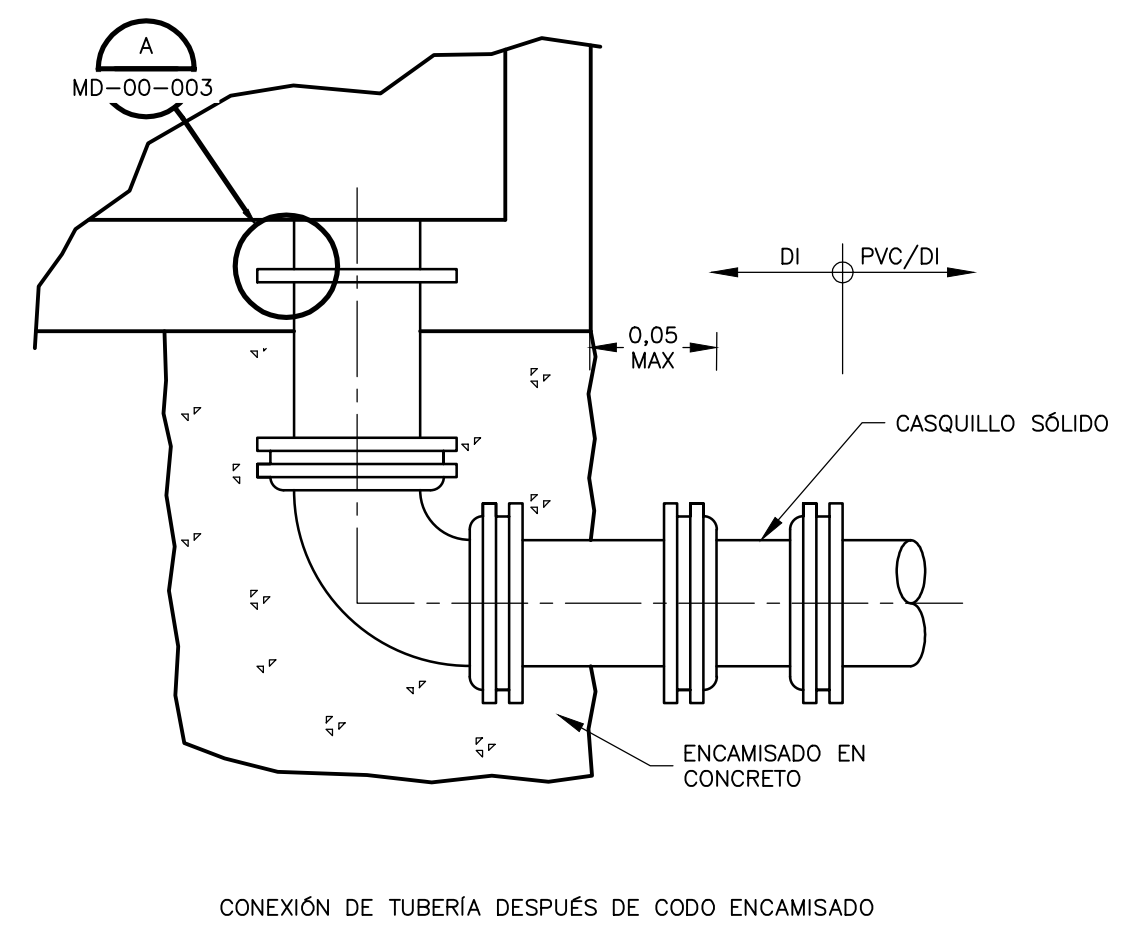 A
MD-00-003
DI
PVC/DI
0,05
MAX
CASQUILLO SÓLIDO
ENCAMISADO EN
CONCRETO
CONEXIÓN DE TUBERÍA DESPUÉS DE CODO ENCAMISADO